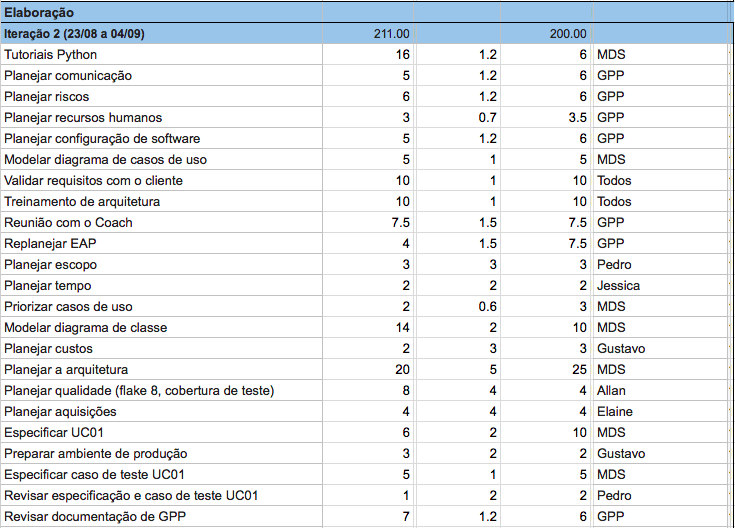 Elaboração
Iteração 2 (23/08 a 04/09) 211.00 200.00
Tutoriais Python 16 1.2 6 MDS
Planejar comunicação 5 1.2 6 GPP
Planejar riscos 6 1.2 6 GPP
Planejar recursos humanos 3 0.7 3.5 GPP
Planejar configuração de software 5 1.2 6 GPP
Modelar diagrama de casos de uso 5 1 5 MDS
Validar requisitos com o cliente 10 1 10 Todos
Treinamento de arquitetura 10 1 10 Todos
Reunião com o Coach 7.5 1.5 7.5 GPP
Replanejar EAP 4 1.5 7.5 GPP
Planejar escopo 3 3 3 Pedro
Planejar tempo 2 2 2 Jessica
Priorizar casos de uso 2 0.6 3 MDS
Modelar diagrama de classe 14 2 10 MDS
Planejar custos 2 3 3 Gustavo
Planejar a arquitetura 20 5 25 MDS
Planejar qualidade (flake 8, cobertura de teste) 8 4 4 Allan
Planejar aquisições 4 4 4 Elaine
Especificar UC01 6 2 10 MDS
Preparar ambiente de produção 3 2 2 Gustavo
Especificar caso de teste UC01 5 1 5 MDS
Revisar especificação e caso de teste UC01 1 2 2 Pedro
Revisar documentação de GPP 7 1.2 6 GPP